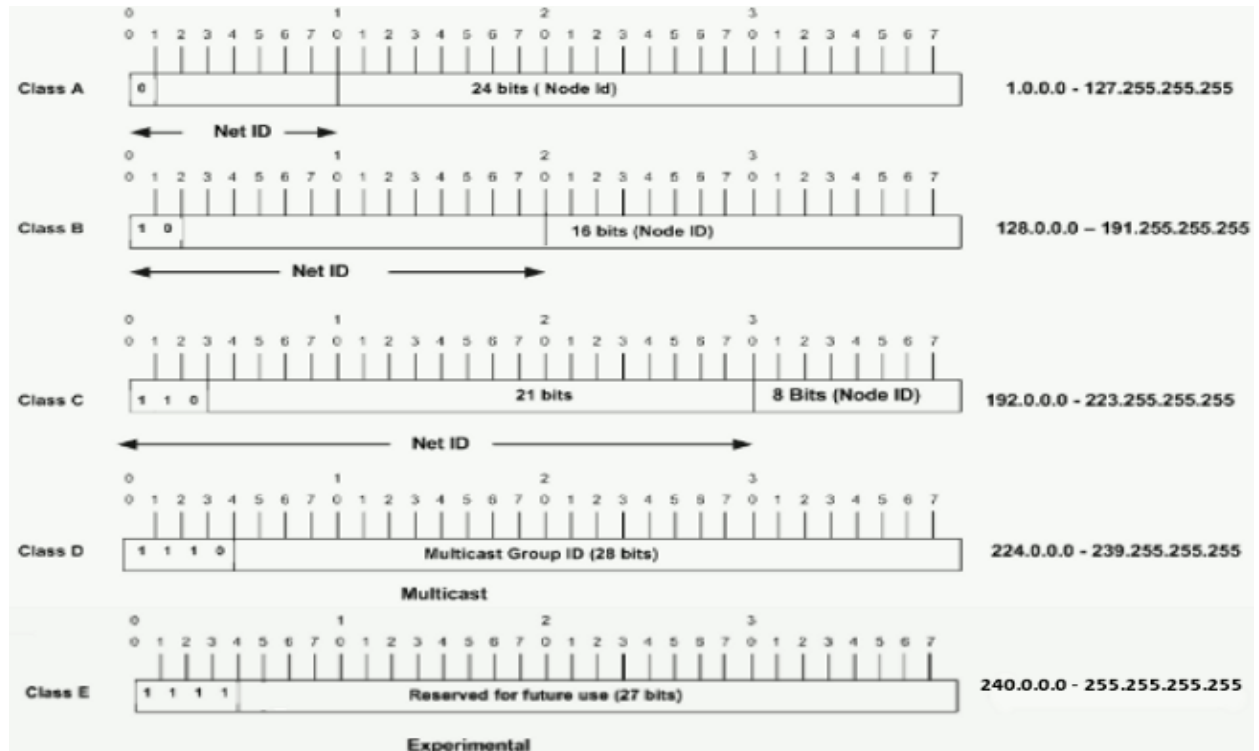 0 1 2 3
0 1 2 3 4 5 6 7 0 1 2 3 4 5 6 7 0 1 2 3 4 5 6 7 0 1 2 3 4 5 6 7
Class A 0 24 bits ( Node Id) 1.0.0.0 - 127.255.255.255
Net ID
0 1 2 3
0 1 2 3 4 5 6 7 0 1 2 3 4 5 6 7 0 1 2 3 4 5 6 7 0 1 2 3 4 5 6 7
Class B 1 0 16 bits (Node ID) 128.0.0.0 – 191.255.255.255
Net ID
0 1 2 3
0 1 2 3 4 5 6 7 0 1 2 3 4 5 6 7 0 1 2 3 4 5 6 7 0 1 2 3 4 5 6 7
Class C 1 1 0 21 bits 8 Bits (Node ID) 192.0.0.0 - 223.255.255.255
Net ID
0 1 2 3
0 1 2 3 4 5 6 7 0 1 2 3 4 5 6 7 0 1 2 3 4 5 6 7 0 1 2 3 4 5 6 7
Class D 1 1 1 0 Multicast Group ID (28 bits) 224.0.0.0 - 239.255.255.255
Multicast
0 1 2 3
0 1 2 3 4 5 6 7 0 1 2 3 4 5 6 7 0 1 2 3 4 5 6 7 0 1 2 3 4 5 6 7
Class E 1 1 1 1 Reserved for future use (27 bits) 240.0.0.0 - 255.255.255.255
Experimental